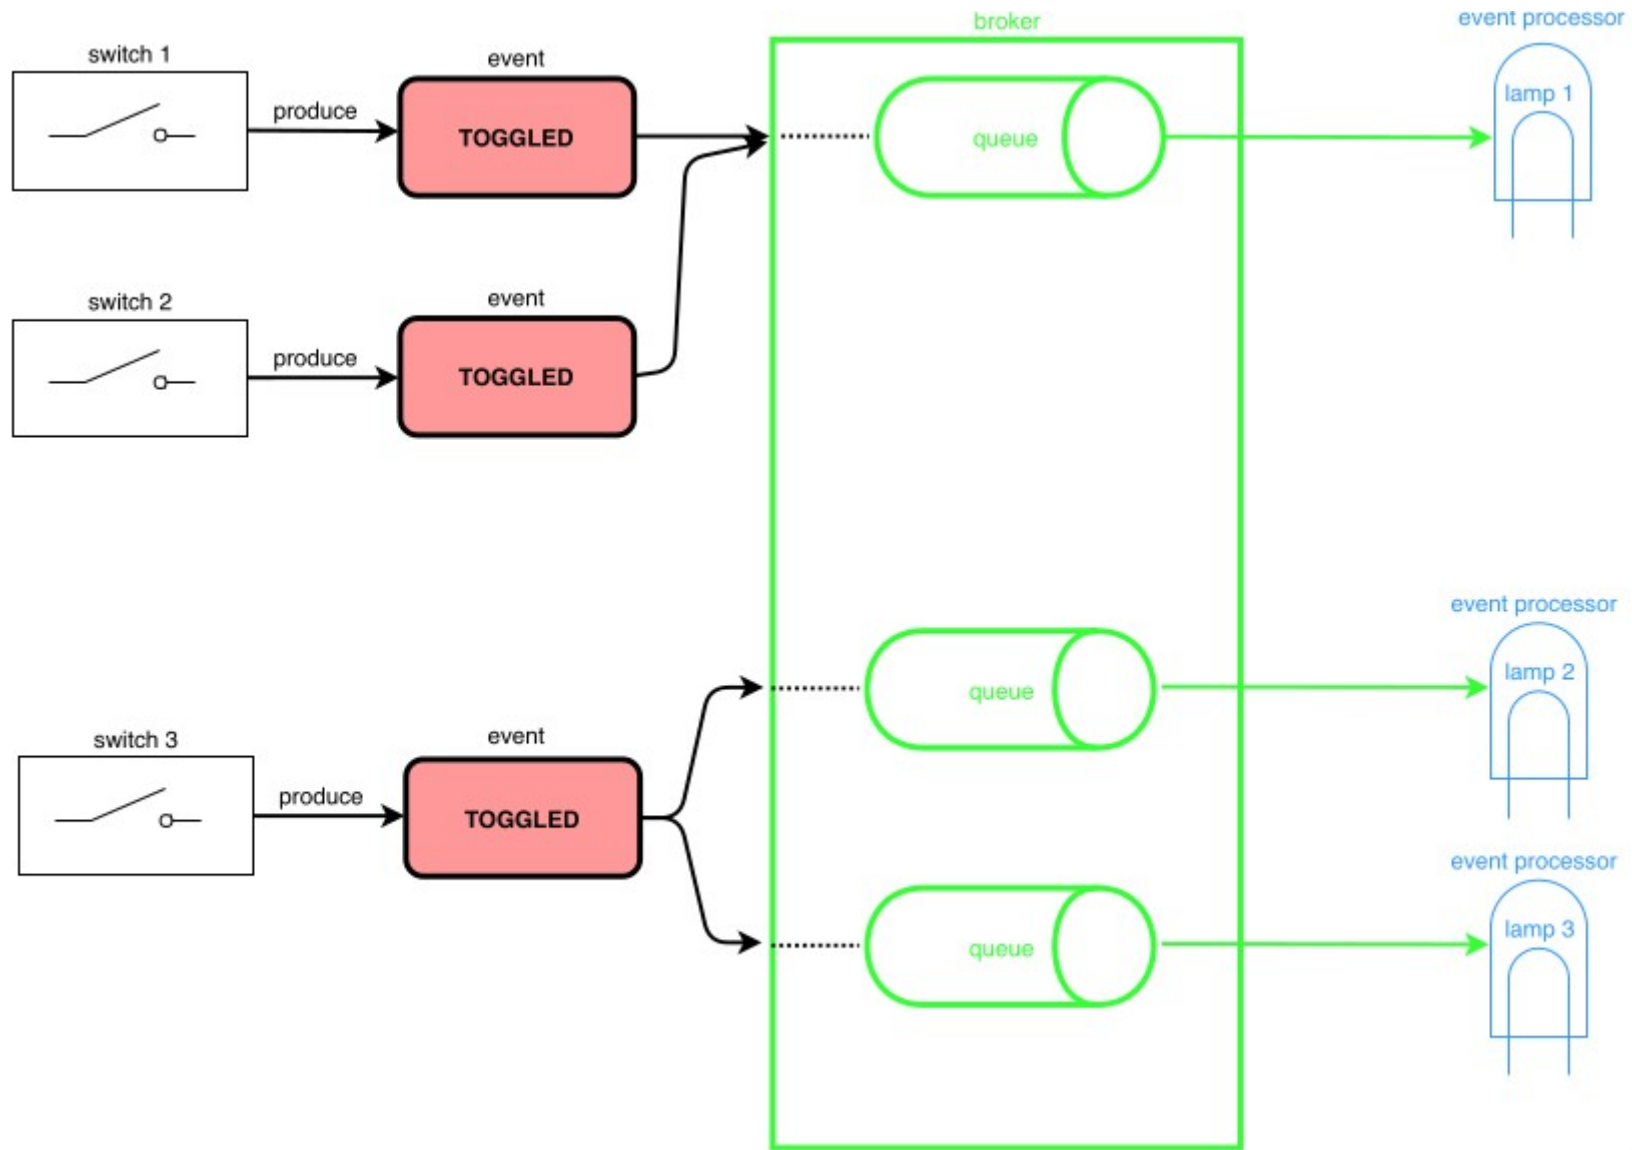 broker
event processor
switch 1
event
produce
TOGGLED
queue
lamp 1
switch 2
event
produce
TOGGLED
event processor
queue
lamp 2
switch 3
event
produce
TOGGLED
event processor
queue
lamp 3